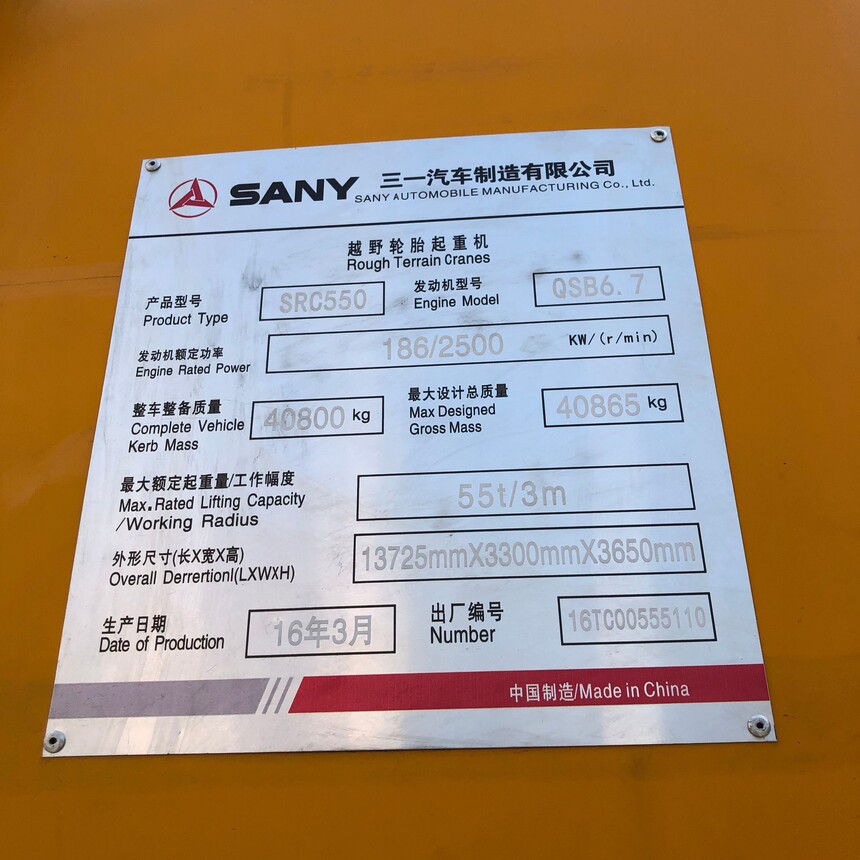 SANY 三一汽车制造有限公司
SANY AUTOMOBILE MANUFACTURING Co., Ltd.
越野轮胎起重机
Rough Terrain Cranes
产品型号
Product Type
SRC550
发动机型号
Engine Model
QSB6.7
发动机额定功率
Engine Rated Power
186/2500 KW/(r/min)
整车整备质量
Complete Vehicle
Kerb Mass
40800 kg
最大设计总质量
Max Designed
Gross Mass
40865 kg
最大额定起重量/工作幅度
Max.Rated Lifting Capacity
/Working Radius
55t/3m
外形尺寸(长X宽X高)
Overall Derrertionl(LXWXH)
13725mmX3300mmX3650mm
生产日期
Date of Production
16年3月
出厂编号
Number
16TC00555110
中国制造/Made in China